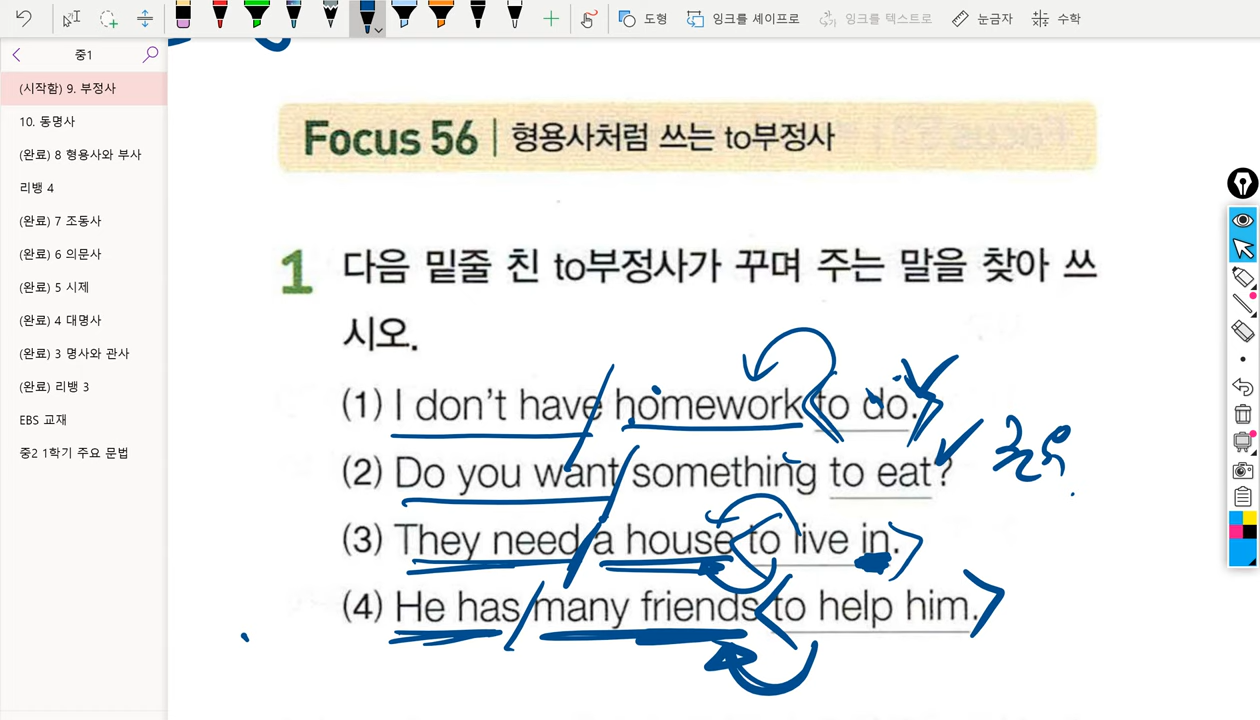 도형
잉크를 셰이프로
잉크를 텍스트로
눈금자
수학
중1
(시작함) 9. 부정사
10. 동명사
(완료) 8 형용사와 부사
리뱅 4
(완료) 7 조동사
(완료) 6 의문사
(완료) 5 시제
(완료) 4 대명사
(완료) 3 명사와 관사
(완료) 리뱅 3
EBS 교재
중2 1학기 주요 문법
Focus 56 | 형용사처럼 쓰는 to부정사
1 다음 밑줄 친 to부정사가 꾸며 주는 말을 찾아 쓰
시오.
(1) I don't have homework to do.
(2) Do you want something to eat?
(3) They need a house to live in.
(4) He has many friends to help him.